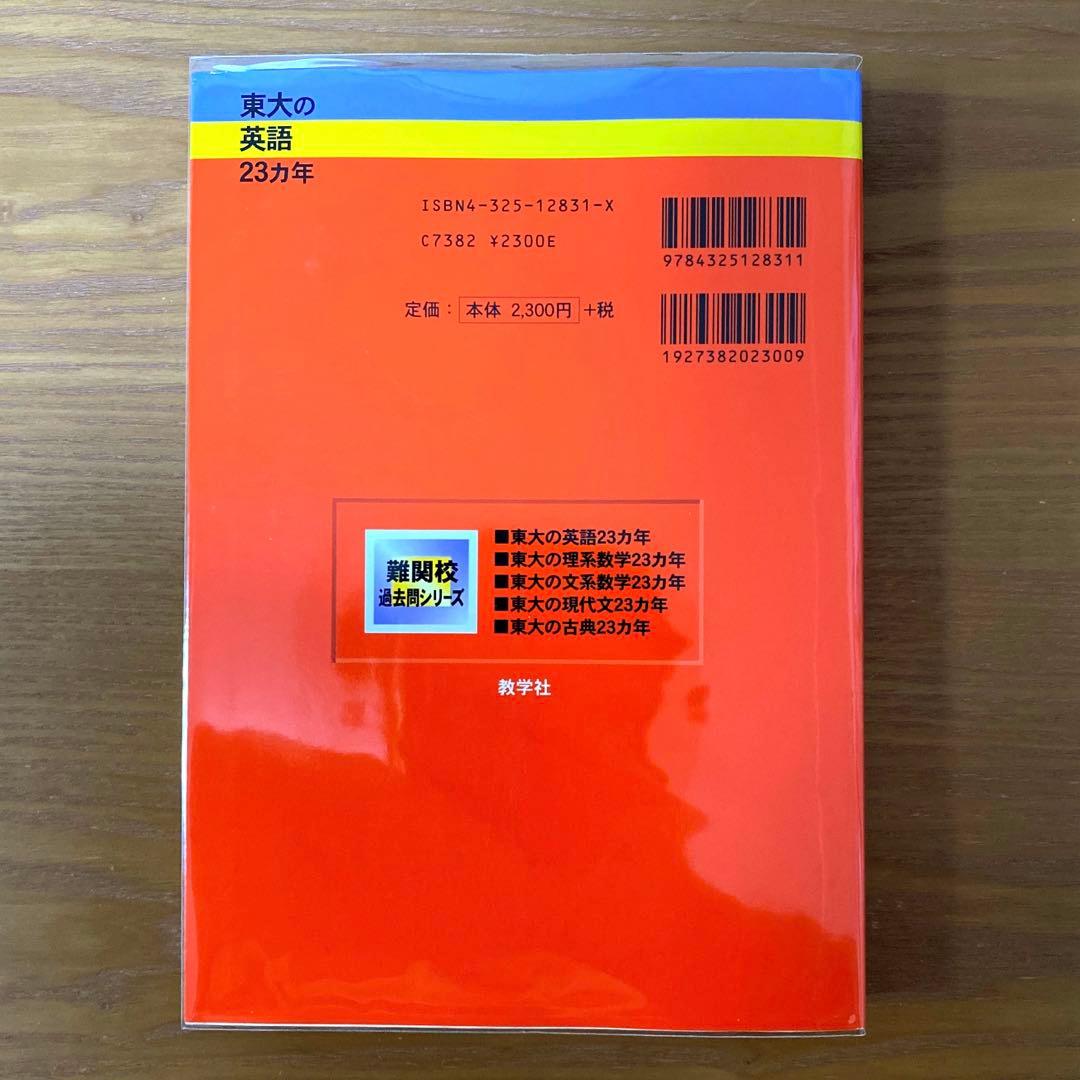 東大の
英語
23カ年
ISBN4-325-12831-X
C7382 ¥2300E
9784325128311
定価： 本体 2,300円 +税
1927382023009
難関校
過去問シリーズ
■東大の英語23カ年
■東大の理系数学23カ年
■東大の文系数学23カ年
■東大の現代文23カ年
■東大の古典23カ年
教学社